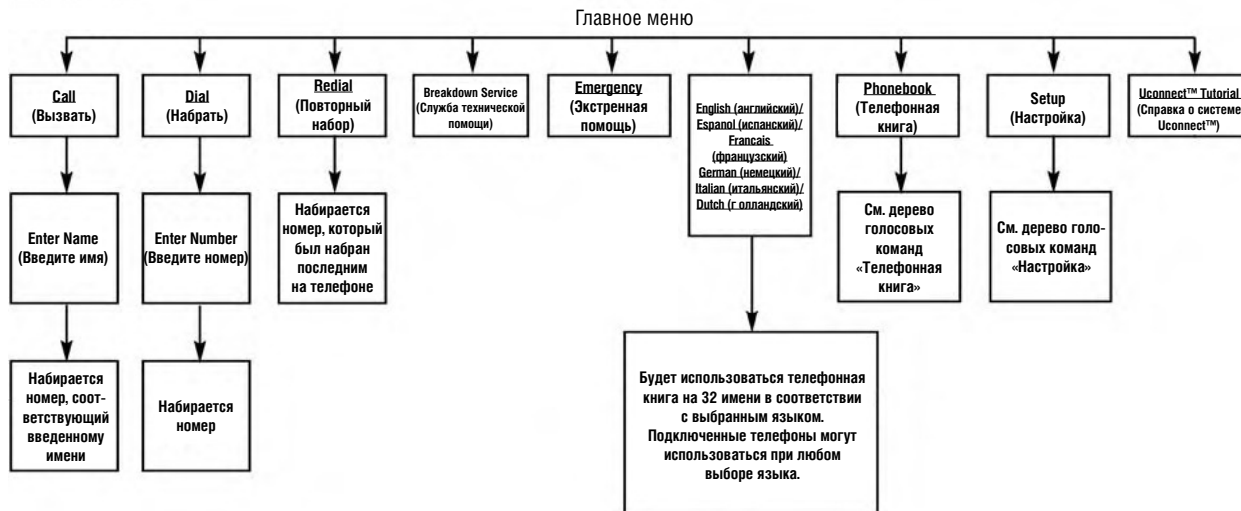 Главное меню
Call
(Вызвать)
Dial
(Набрать)
Redial
(Повторный
набор)
Breakdown Service
(Служба технической
помощи)
Emergency
(Экстренная
помощь)
English (английский)/
Espanol (испанский)/
Francais
(французский)
German (немецкий)/
Italian (итальянский)/
Dutch (г олландский)
Phonebook
(Телефонная
книга)
Setup
(Настройка)
Uconnect™ Tutorial
(Справка о системе
Uconnect™)
Enter Name
(Введите имя)
Enter Number
(Введите номер)
Набирается
номер, который
был набран
последним
на телефоне
См. дерево
голосовых
команд
«Телефонная
книга»
См. дерево голо-
совых команд
«Настройка»
Набирается
номер, соот-
ветствующий
введенному
имени
Набирается
номер
Будет использоваться телефонная
книга на 32 имени в соответствии
с выбранным языком.
Подключенные телефоны могут
использоваться при любом
выборе языка.